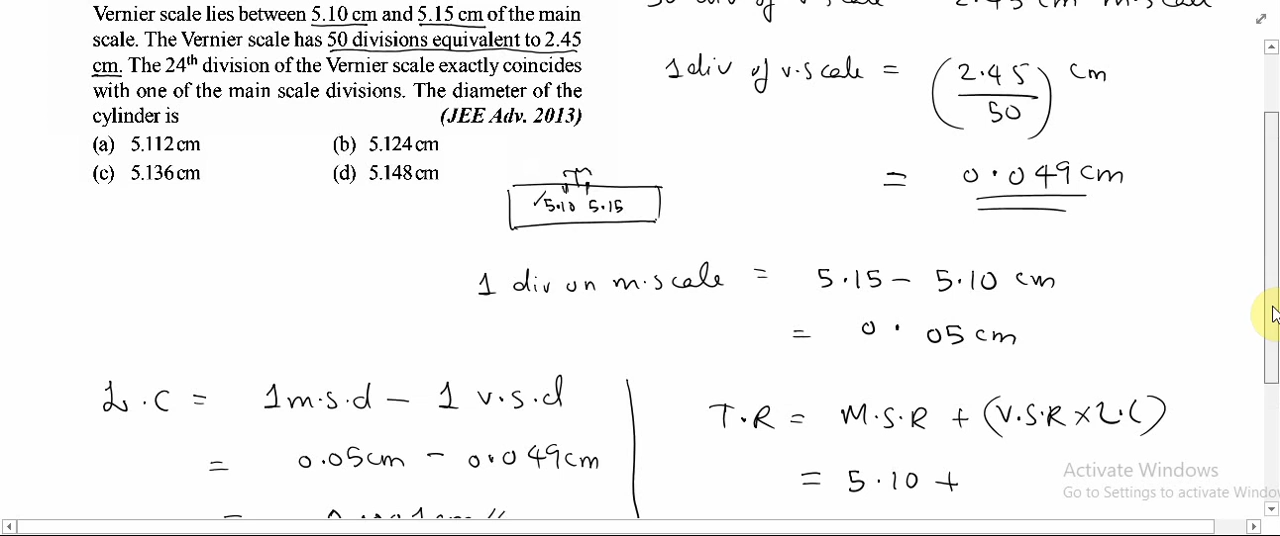 Vernier scale lies between 5.10 cm and 5.15 cm of the main
scale. The Vernier scale has 50 divisions equivalent to 2.45
cm. The 24th division of the Vernier scale exactly coincides
with one of the main scale divisions. The diameter of the
cylinder is (JEE Adv. 2013)
(a) 5.112 cm (b) 5.124 cm
(c) 5.136 cm (d) 5.148 cm
1 div of v.scale = (2.45/50) cm
= 0.049 cm
5.10 5.15
1 div on m.scale = 5.15 - 5.10 cm
= 0.05 cm
L.C = 1 m.s.d - 1 v.s.d
= 0.05cm - 0.049cm
T.R = M.S.R + (V.S.R x L.C)
= 5.10 +
Activate Windows
Go to Settings to activate Windo